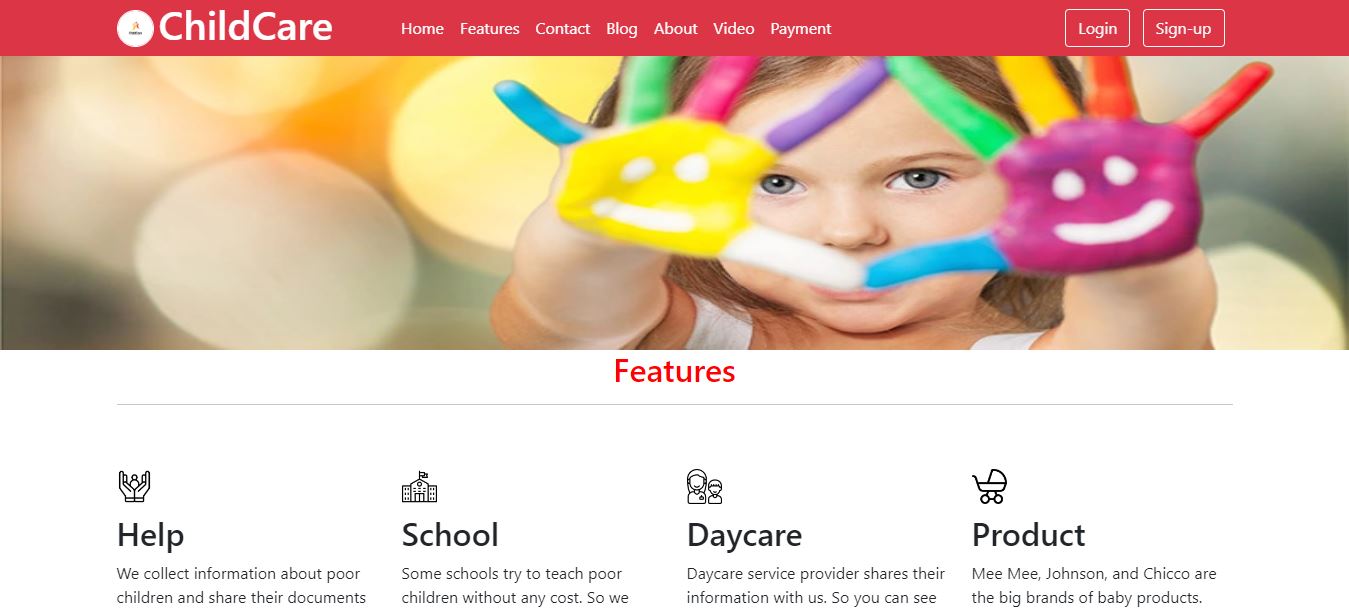 ChildCare
Home Features Contact Blog About Video Payment
Login Sign-up
Features
Help
We collect information about poor
children and share their documents
School
Some schools try to teach poor
children without any cost. So we
Daycare
Daycare service provider shares their
information with us. So you can see
Product
Mee Mee, Johnson, and Chicco are
the big brands of baby products.